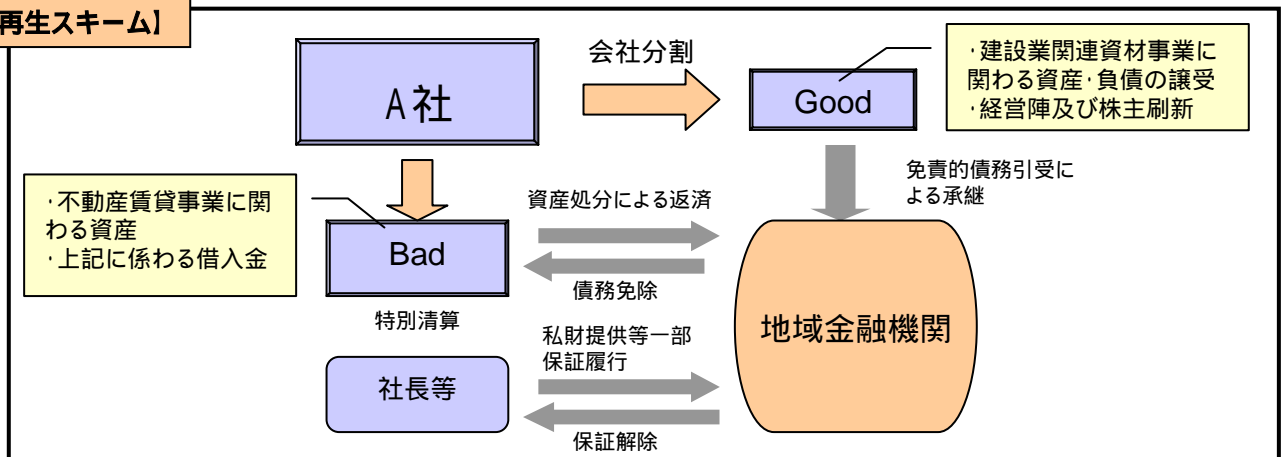 再生スキーム】
A社
会社分割
Good
・建設業関連資材事業に
関わる資産・負債の譲受
・経営陣及び株主刷新
免責的債務引受に
よる承継
・不動産賃貸事業に関
わる資産
・上記に係わる借入金
Bad
特別清算
資産処分による返済
債務免除
地域金融機関
社長等
私財提供等一部
保証履行
保証解除